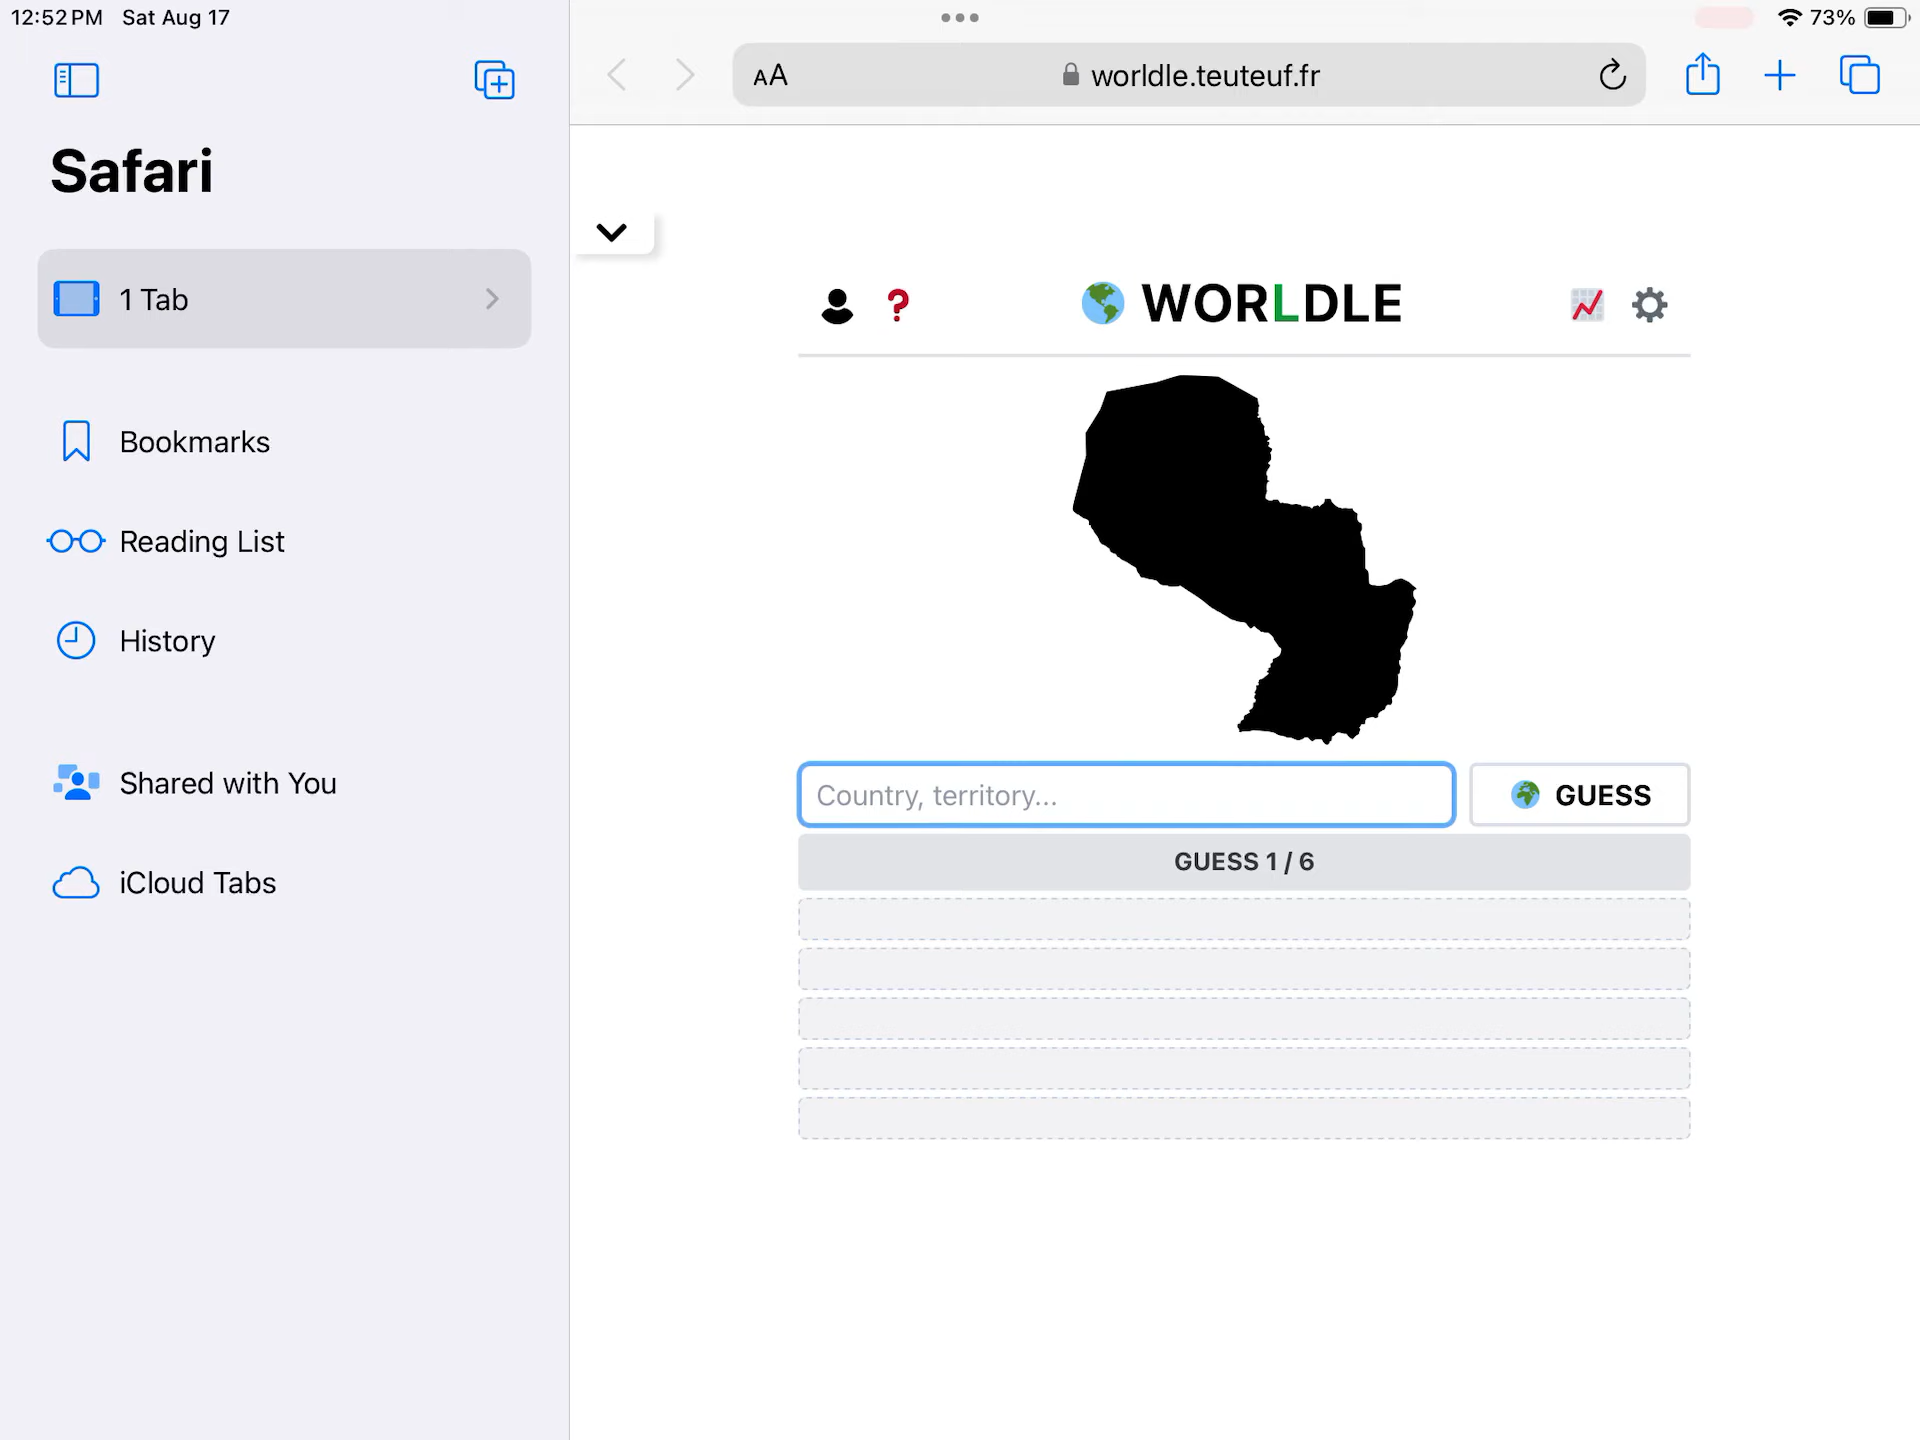 12:52 PM Sat Aug 17
73%
AA
worldle.teuteuf.fr
Safari
1 Tab
Bookmarks
Reading List
History
Shared with You
iCloud Tabs
?
WORLDLE
Country, territory...
GUESS
GUESS 1 / 6